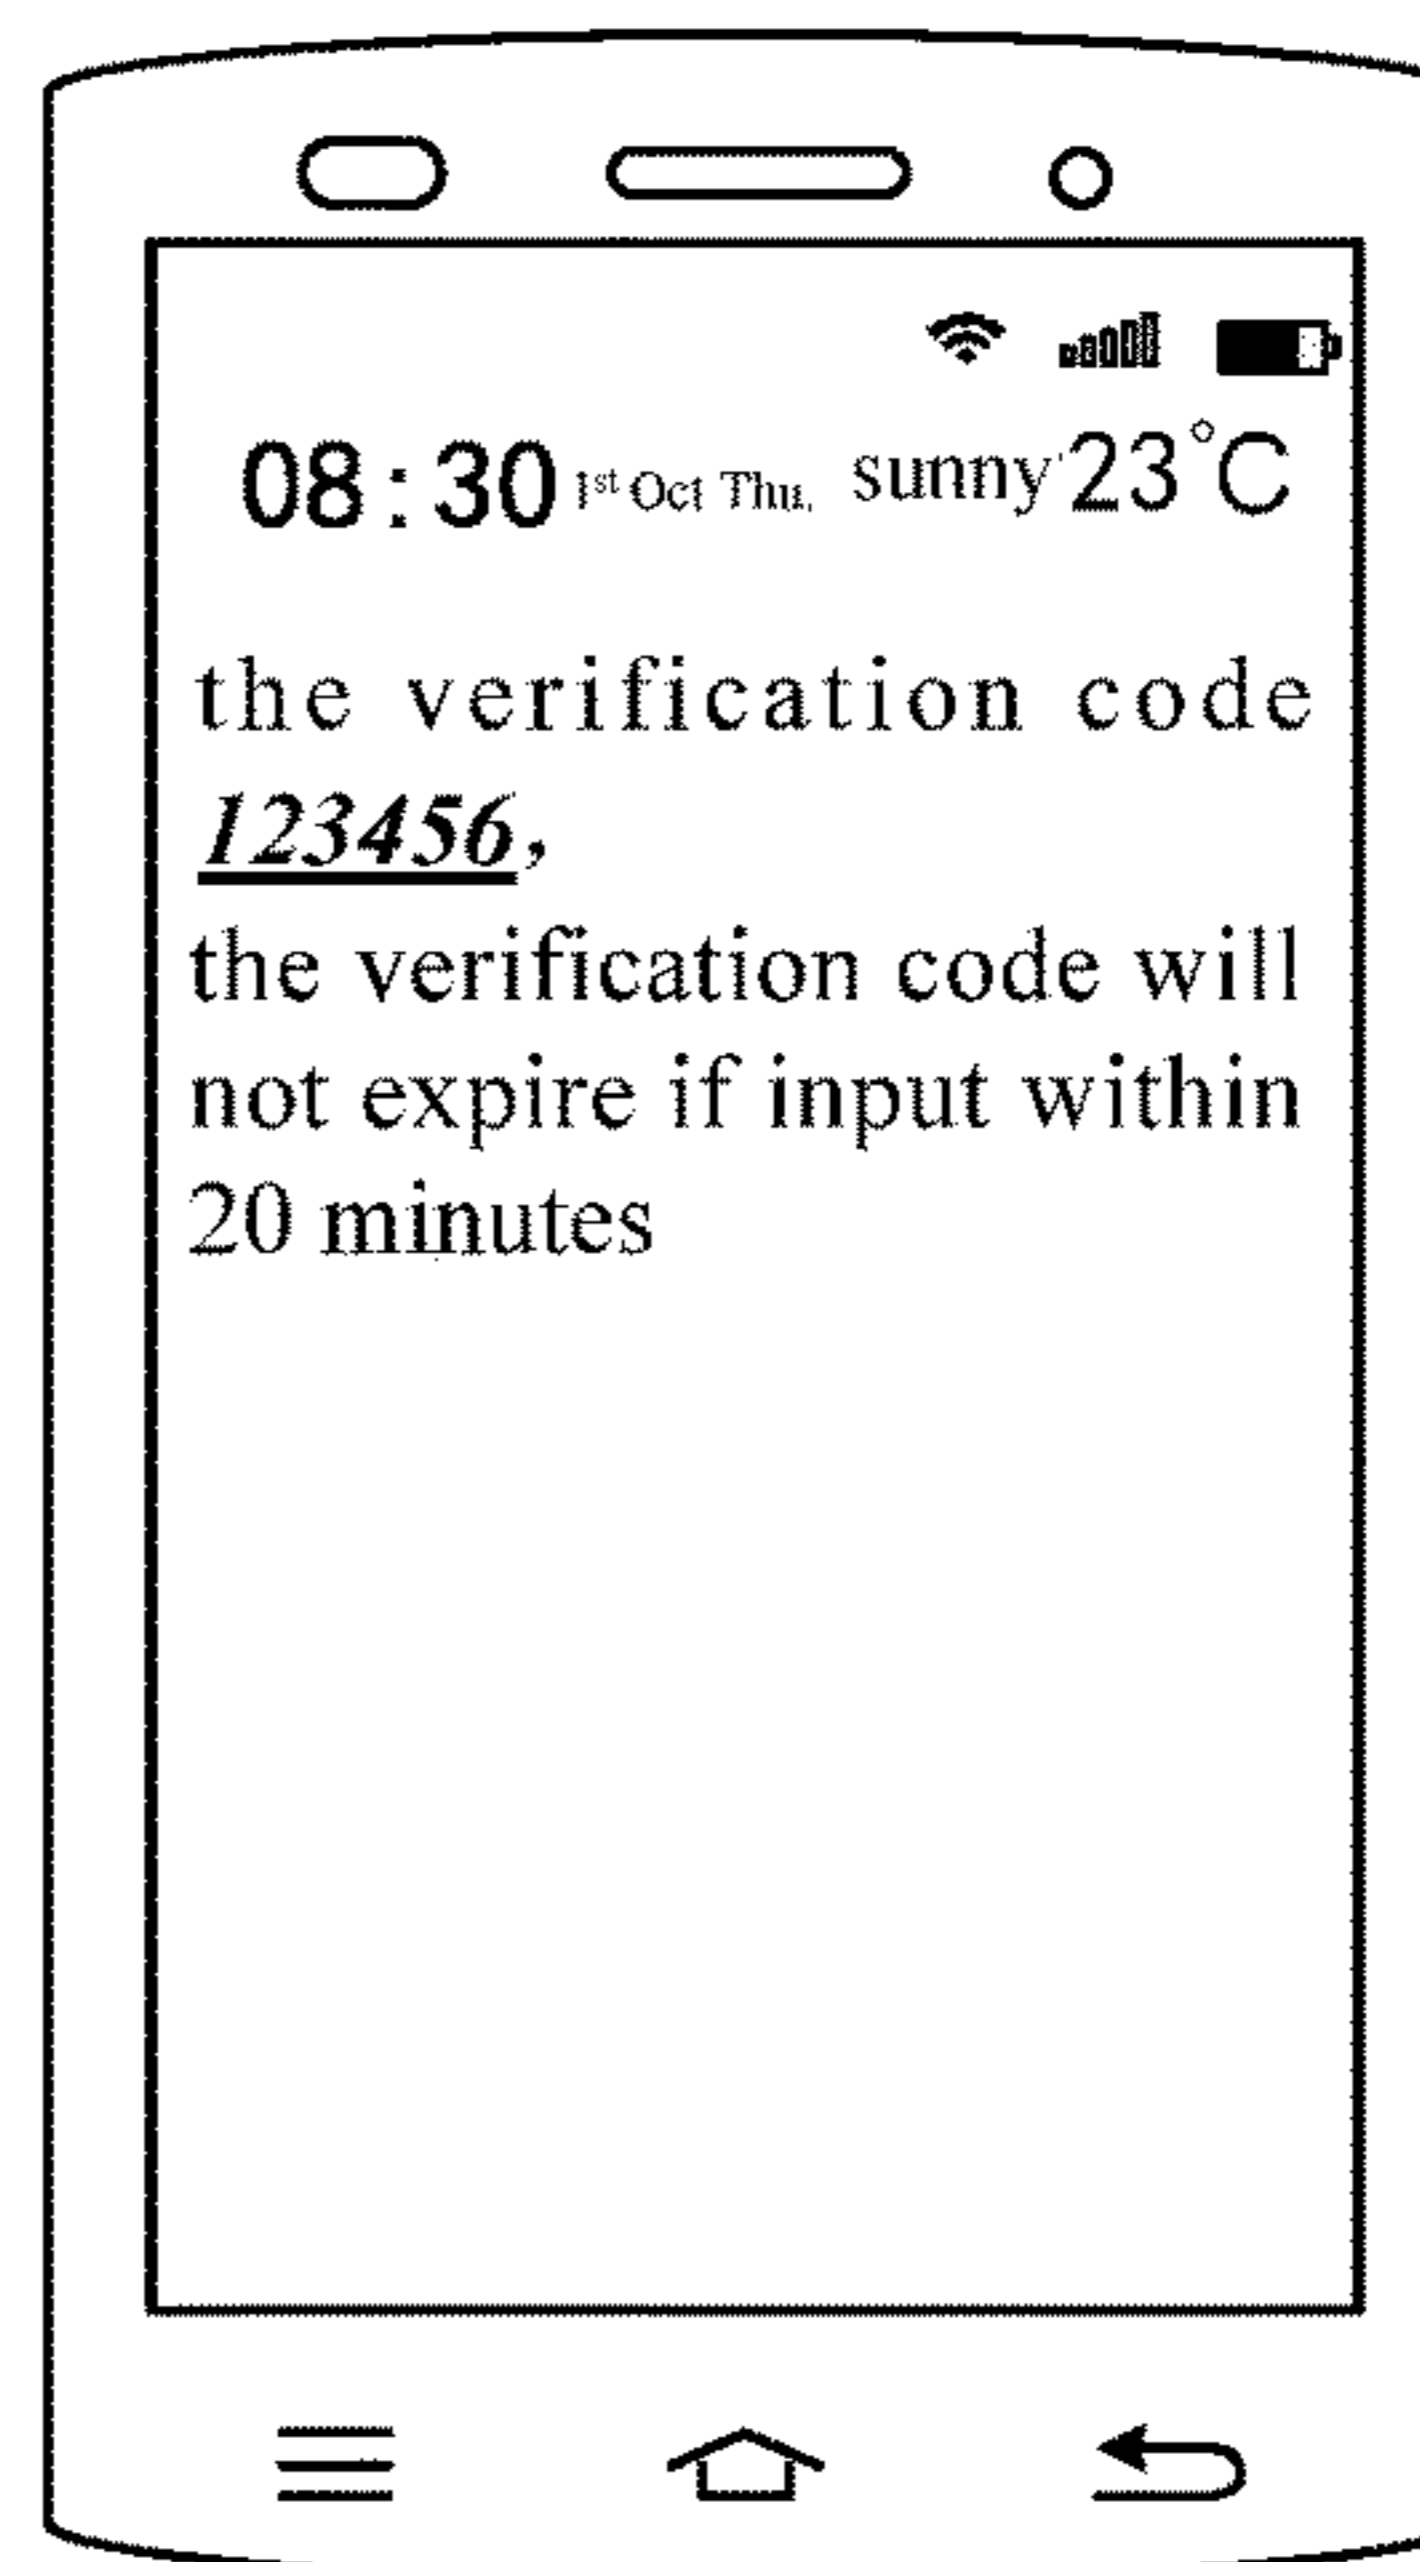 08:30 1st Oct Thu. sunny 23°C
the verification code
123456,
the verification code will
not expire if input within
20 minutes